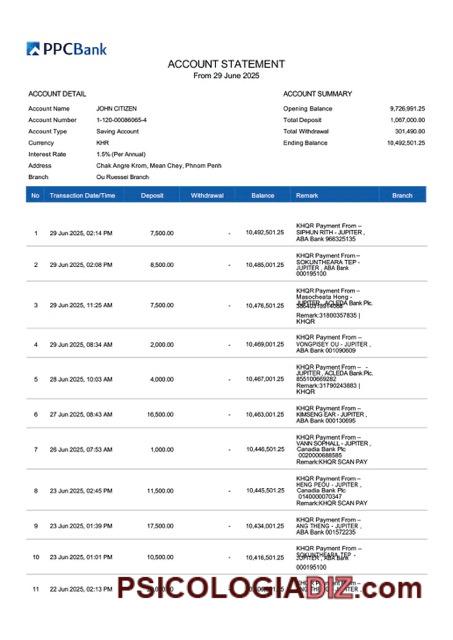 PPCBank
ACCOUNT STATEMENT
From 29 June 2025
ACCOUNT DETAIL
Account Name JOHN CITIZEN
Account Number 1-120-00086065-4
Account Type Saving Account
Currency KHR
Interest Rate 1.5% (Per Annual)
Address Chak Angre Krom, Mean Chey, Phnom Penh
Branch Ou Ruessel Branch
ACCOUNT SUMMARY
Opening Balance 9,726,991.25
Total Deposit 1,067,000.00
Total Withdrawal 301,490.00
Ending Balance 10,492,501.25
No Transaction Date/Time Deposit Withdrawal Balance Remark Branch
1 29 Jun 2025, 02:14 PM 7,500.00 - 10,492,501.25 KHQR Payment From –
SIPHUN RITH - JUPITER ,
ABA Bank 966325135
2 29 Jun 2025, 02:08 PM 8,500.00 - 10,485,001.25 KHQR Payment From –
SOKUNTHEARA TEP -
JUPITER , ABA Bank
000195100
3 29 Jun 2025, 11:25 AM 7,500.00 - 10,476,501.25 KHQR Payment From –
Masocheata Hong -
JUPITER , ACLEDA Bank Plc.
Remark:31800357835 |
KHQR
4 29 Jun 2025, 08:34 AM 2,000.00 - 10,469,001.25 KHQR Payment From –
VONGPISEY OU - JUPITER ,
ABA Bank 001090609
5 28 Jun 2025, 10:03 AM 4,000.00 - 10,467,001.25 KHQR Payment From – -
JUPITER , ACLEDA Bank Plc.
855100669282
Remark:31790243883 |
KHQR
6 27 Jun 2025, 08:43 AM 16,500.00 - 10,463,001.25 KHQR Payment From –
KIMSENG EAR - JUPITER ,
ABA Bank 000130695
7 26 Jun 2025, 07:53 AM 1,000.00 - 10,446,501.25 KHQR Payment From –
VANN SOPHALL - JUPITER ,
Canadia Bank Plc
0020000688585
Remark:KHQR SCAN PAY
8 23 Jun 2025, 02:45 PM 11,500.00 - 10,445,501.25 KHQR Payment From –
HENG PEOU - JUPITER ,
Canadia Bank Plc
0140000070347
Remark:KHQR SCAN PAY
9 23 Jun 2025, 01:39 PM 17,500.00 - 10,434,001.25 KHQR Payment From –
ANG THENG - JUPITER ,
ABA Bank 001572235
10 23 Jun 2025, 01:01 PM 10,500.00 - 10,416,501.25 KHQR Payment From –
SOKUNTHEARA TEP -
JUPITER , ABA Bank
000195100
11 22 Jun 2025, 02:13 PM
PSICOLOGIADIZ.com